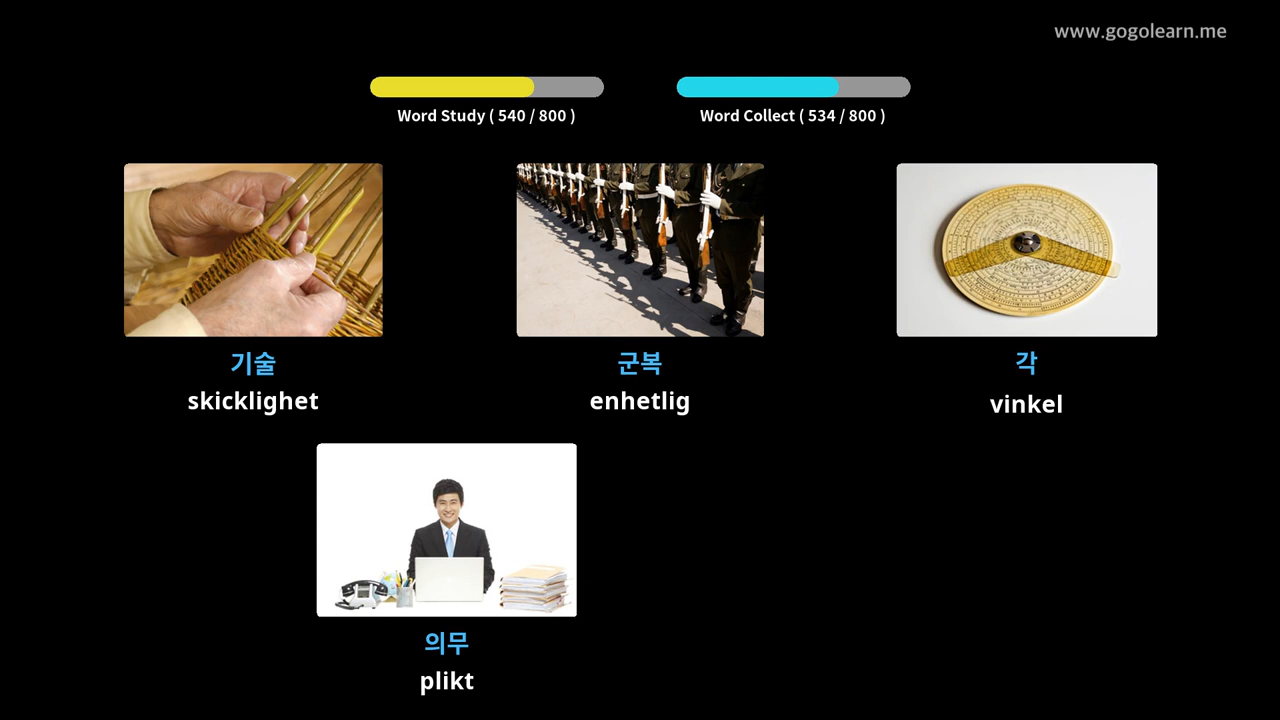 www.gogolearn.me
Word Study ( 540 / 800 )
Word Collect ( 534 / 800 )
기술
skicklighet
군복
enhetlig
각
vinkel
의무
plikt